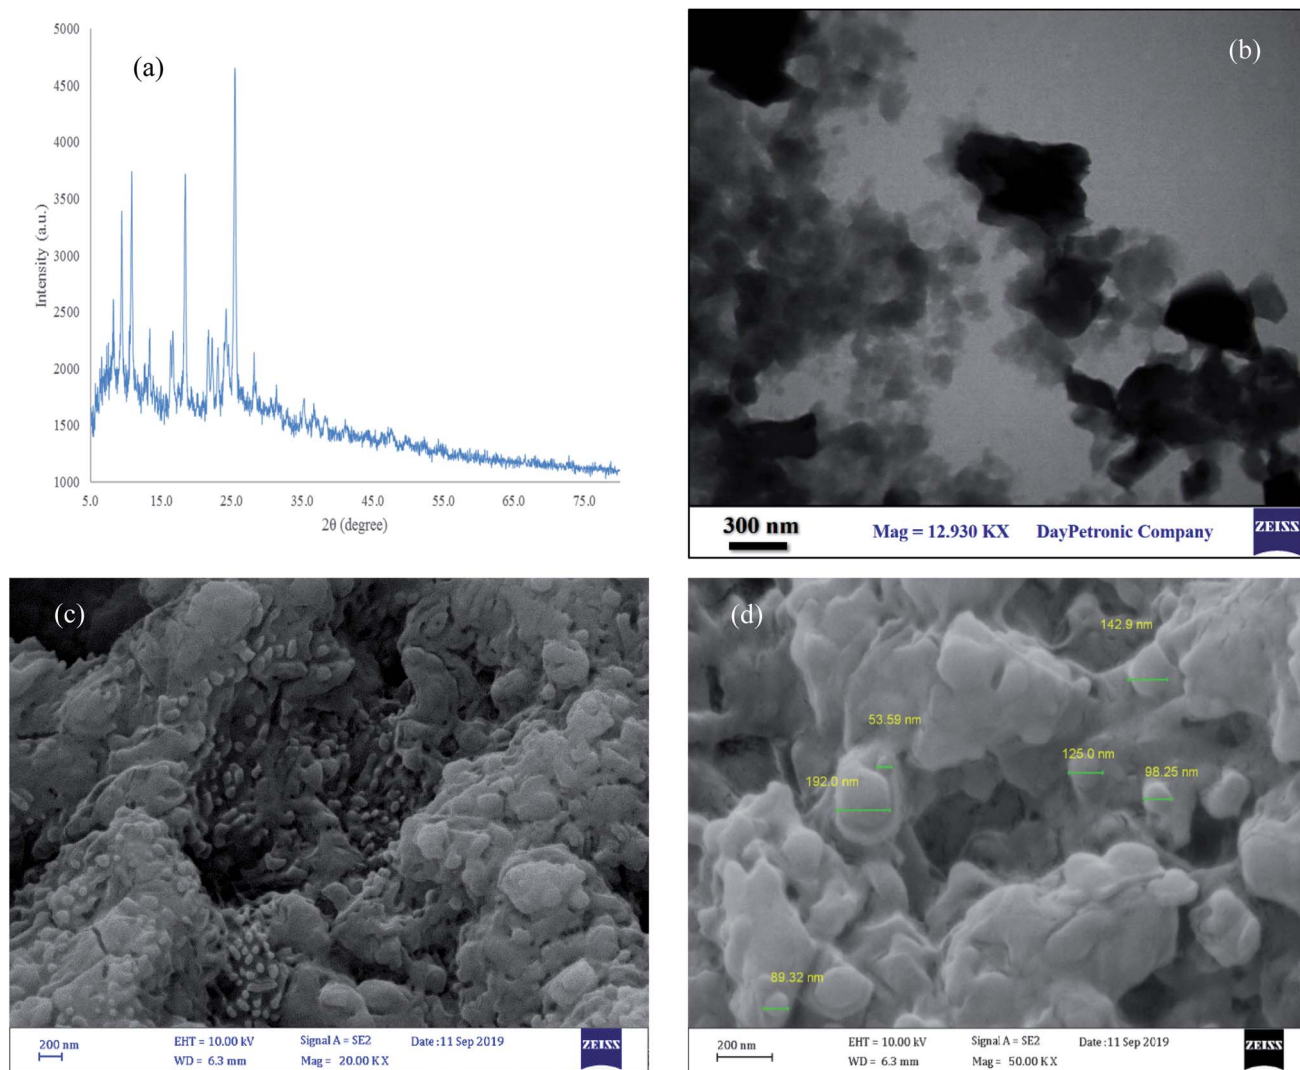 (a)
5000
4500
4000
3500
3000
2500
2000
1500
1000
Intensity (a.u.)
5.0 15.0 25.0 35.0 45.0 55.0 65.0 75.0
2θ (degree)
(b)
300 nm
Mag = 12.930 KX DayPetronic Company
ZEISS
(c)
200 nm
EHT = 10.00 kV Signal A = SE2 Date :11 Sep 2019
WD = 6.3 mm Mag = 20.00 K X
ZEISS
(d)
142.9 nm
53.59 nm
125.0 nm
98.25 nm
192.0 nm
89.32 nm
200 nm
EHT = 10.00 kV Signal A = SE2 Date :11 Sep 2019
WD = 6.3 mm Mag = 50.00 K X
ZEISS